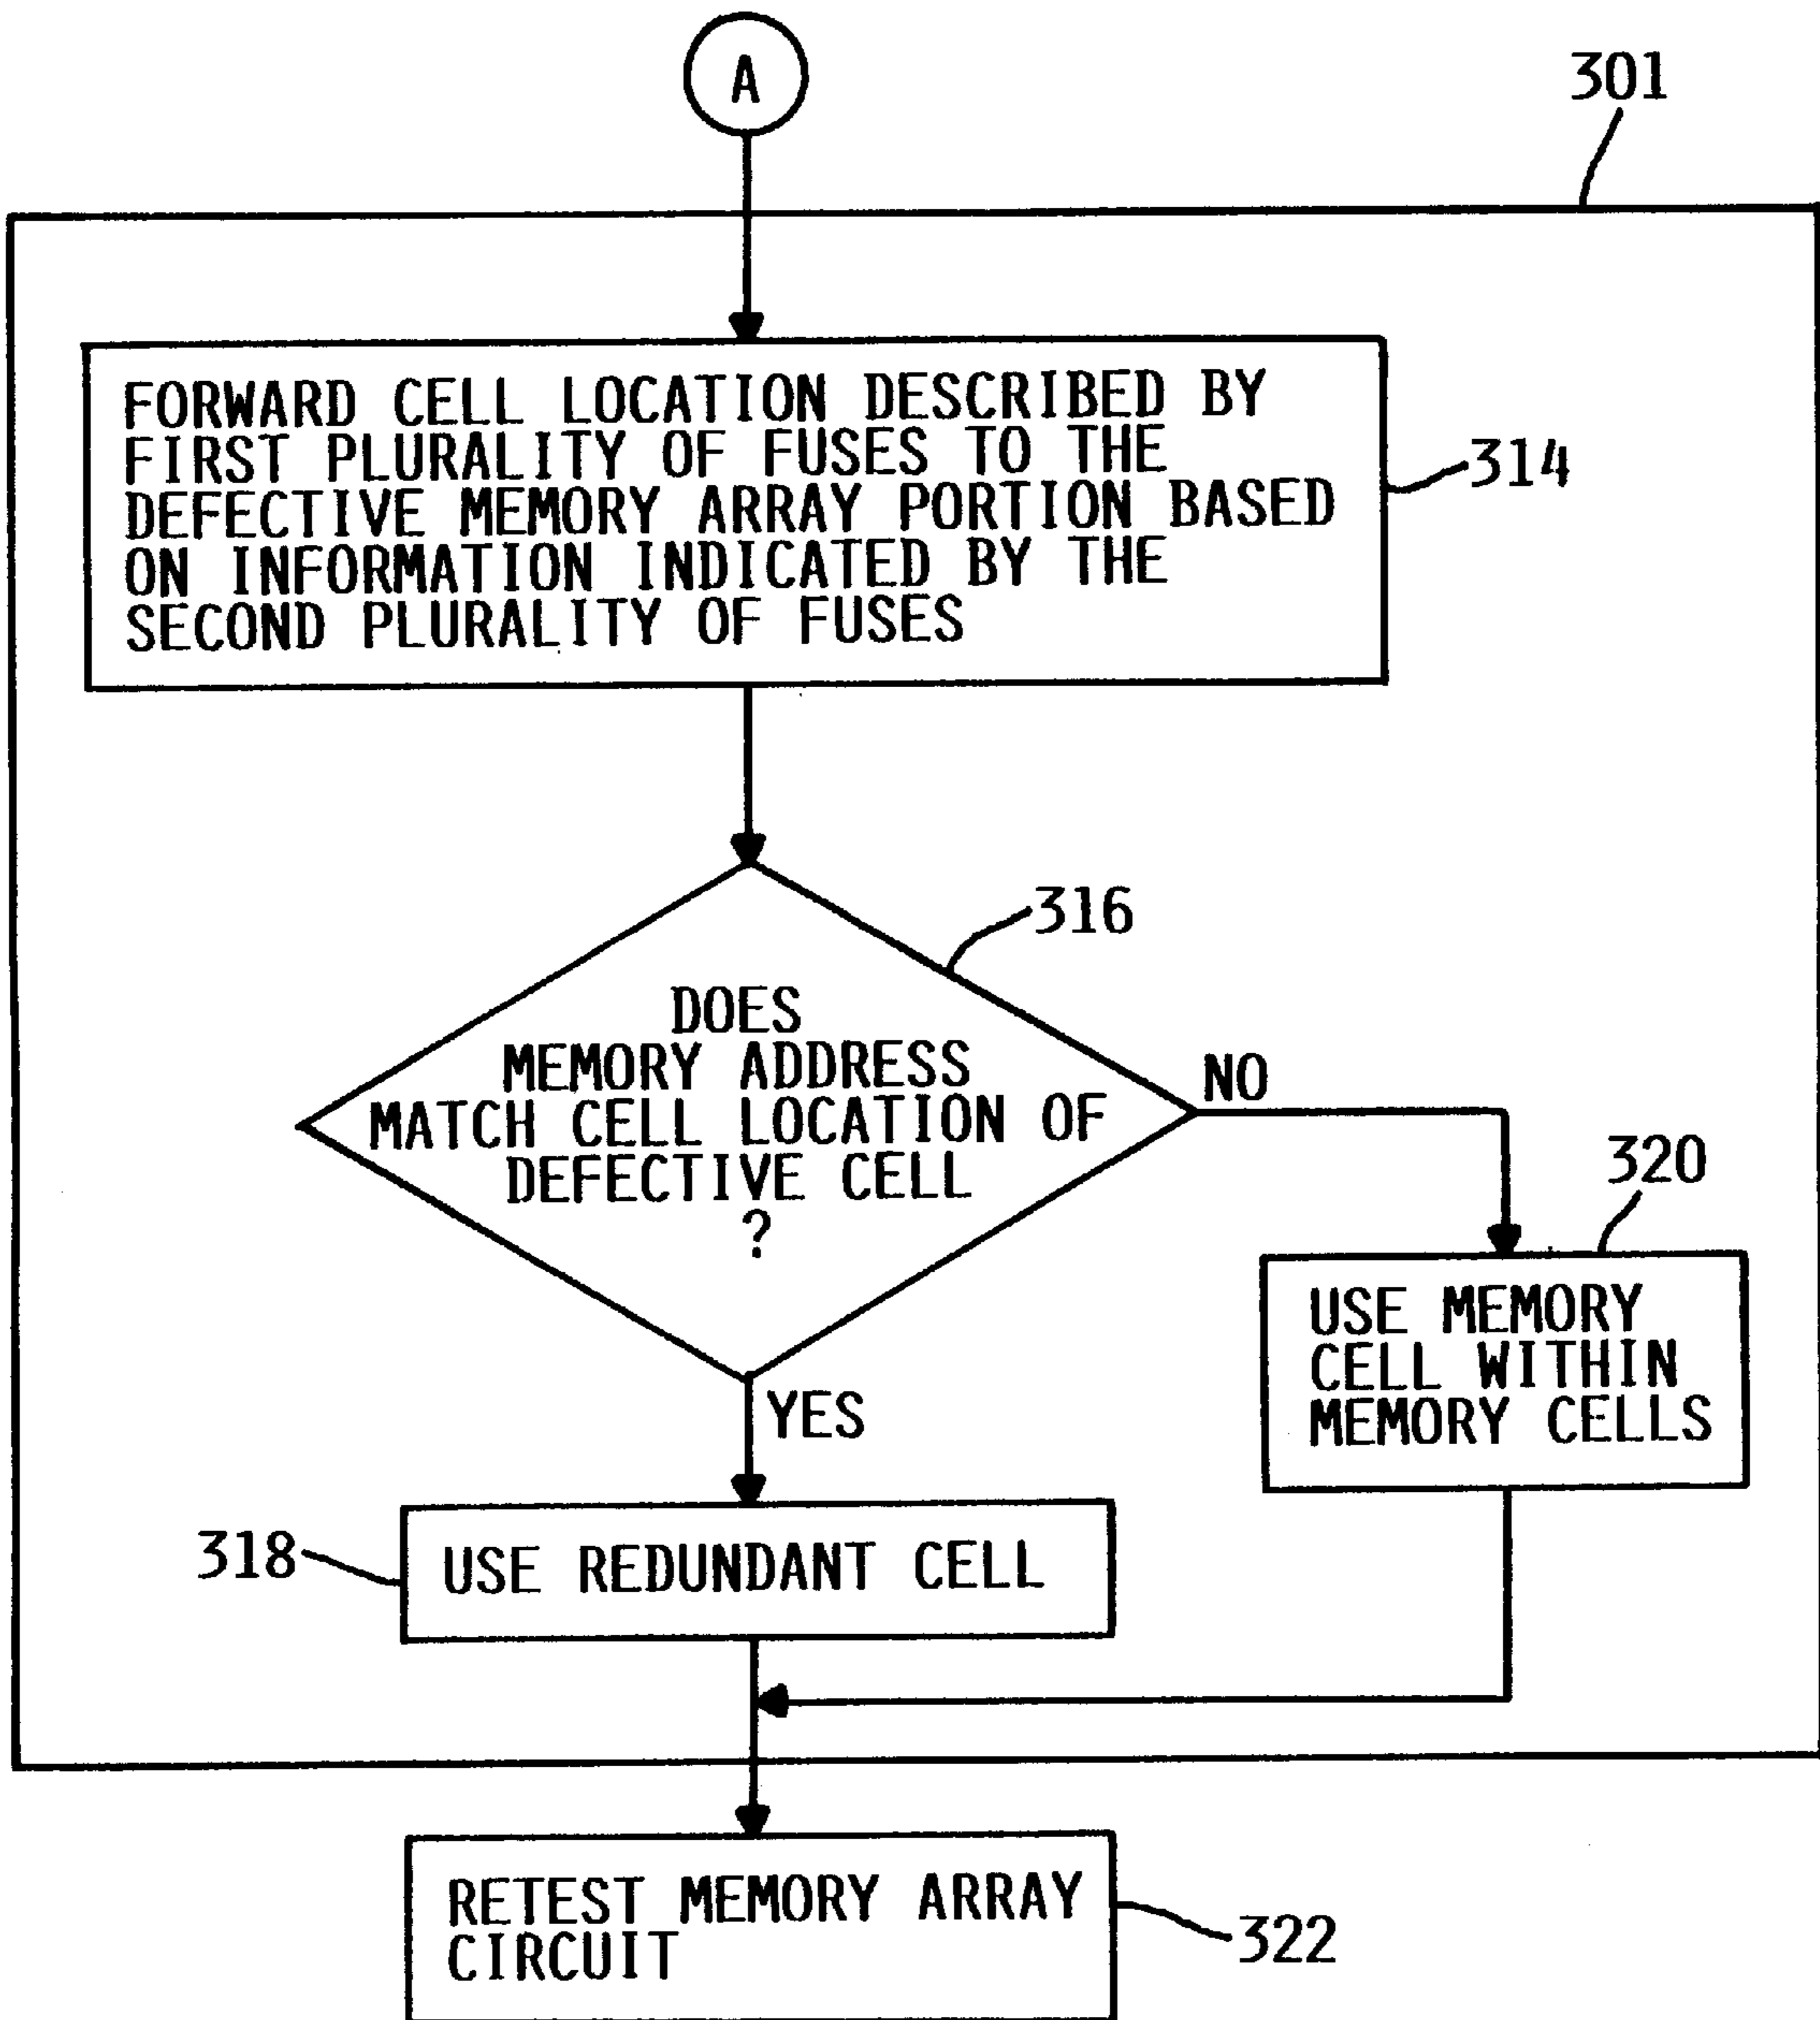 A
301
FORWARD CELL LOCATION DESCRIBED BY
FIRST PLURALITY OF FUSES TO THE
DEFECTIVE MEMORY ARRAY PORTION BASED
ON INFORMATION INDICATED BY THE
SECOND PLURALITY OF FUSES
314
316
DOES
MEMORY ADDRESS
MATCH CELL LOCATION OF
DEFECTIVE CELL
?
NO
320
USE MEMORY
CELL WITHIN
MEMORY CELLS
YES
318
USE REDUNDANT CELL
RETEST MEMORY ARRAY
CIRCUIT
322